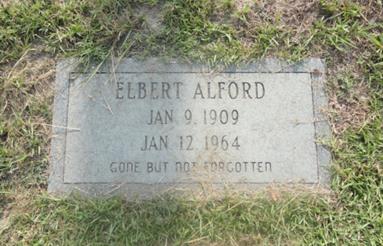 ELBERT ALFORD
JAN 9, 1909
JAN 12, 1964
GONE BUT NOT FORGOTTEN